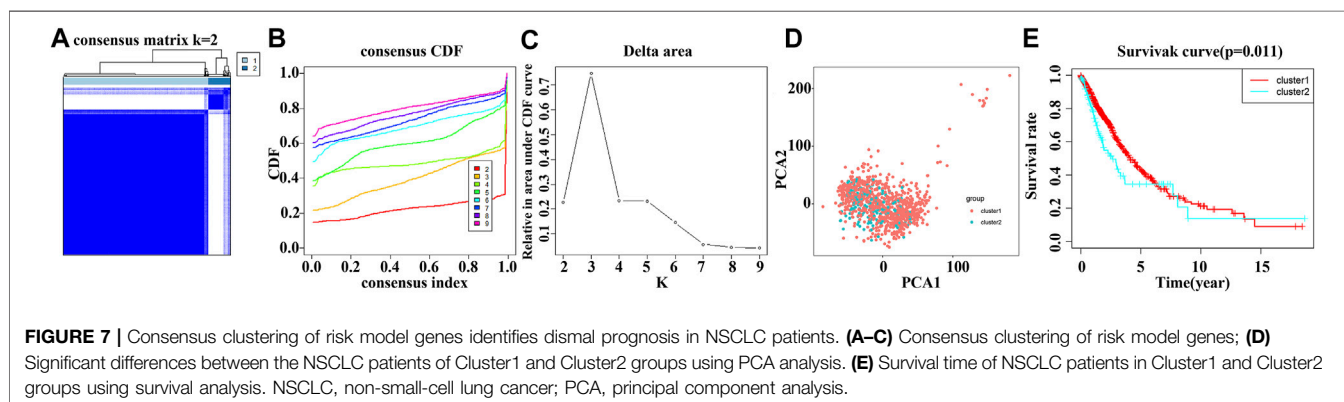 A
consensus matrix k=2
1
2
B
consensus CDF
CDF
1.0
0.8
0.6
0.4
0.2
0.0
0.0
0.2
0.4
0.6
0.8
1.0
consensus index
2
3
4
5
6
7
8
9
C
Delta area
Relative in area under CDF curve
0.7
0.5
0.4
0.3
0.2
0.1
2
3
4
5
6
7
8
9
K
D
PCA2
200
100
0
0
100
PCA1
group
cluster1
cluster2
E
Survivak curve(p=0.011)
Survival rate
1.0
0.8
0.6
0.4
0.2
0.0
0
5
10
15
Time(year)
cluster1
cluster2
FIGURE 7 | Consensus clustering of risk model genes identifies dismal prognosis in NSCLC patients. (A–C) Consensus clustering of risk model genes; (D)
Significant differences between the NSCLC patients of Cluster1 and Cluster2 groups using PCA analysis. (E) Survival time of NSCLC patients in Cluster1 and Cluster2
groups using survival analysis. NSCLC, non-small-cell lung cancer; PCA, principal component analysis.